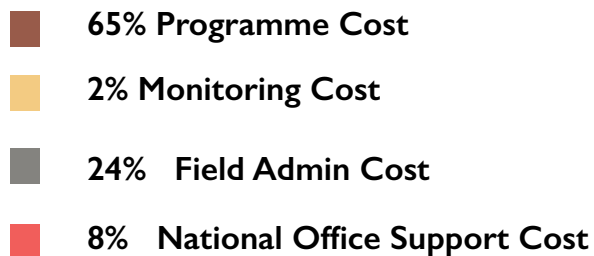 65% Programme Cost
2% Monitoring Cost
24% Field Admin Cost
8% National Office Support Cost